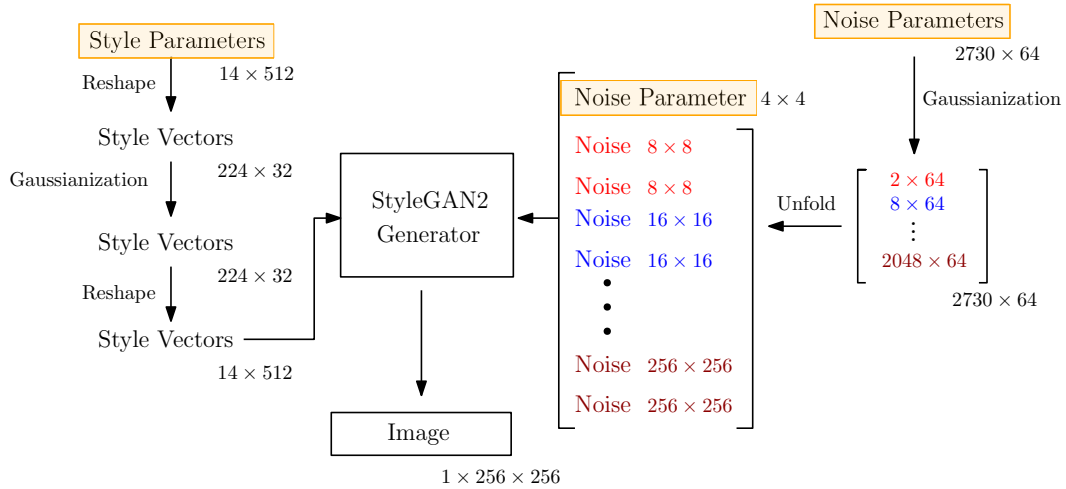 Style Parameters
14 × 512
Reshape
Style Vectors
224 × 32
Gaussianization
Style Vectors
224 × 32
Reshape
Style Vectors
14 × 512
StyleGAN2
Generator
Image
1 × 256 × 256
Noise Parameter 4 × 4
Noise 8 × 8
Noise 8 × 8
Noise 16 × 16
Noise 16 × 16
Noise 256 × 256
Noise 256 × 256
Unfold
Noise Parameters
2730 × 64
Gaussianization
2 × 64
8 × 64
⋮
2048 × 64
2730 × 64